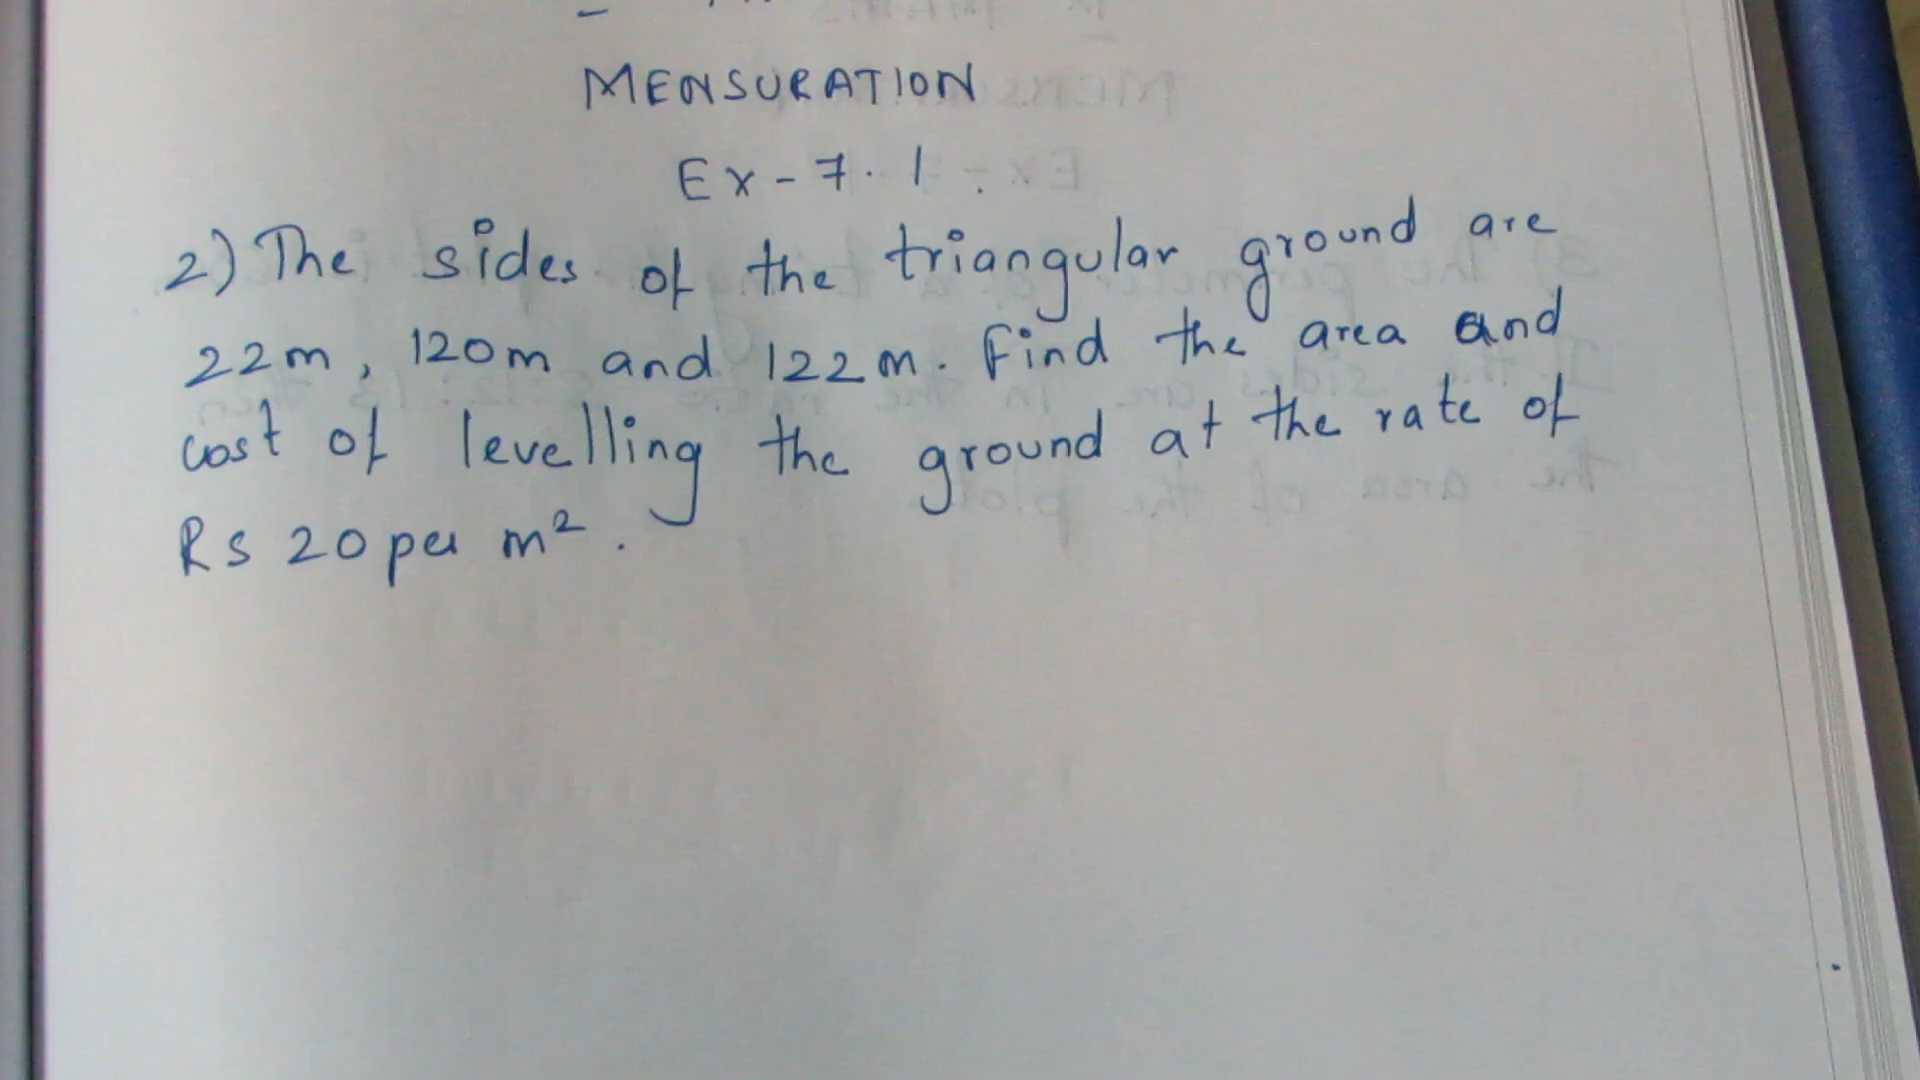 MENSURATION
Ex - 7.1 :
2) The sides of the triangular ground are
22m, 120m and 122m. Find the area and
cost of levelling the ground at the rate of
Rs 20 per m².